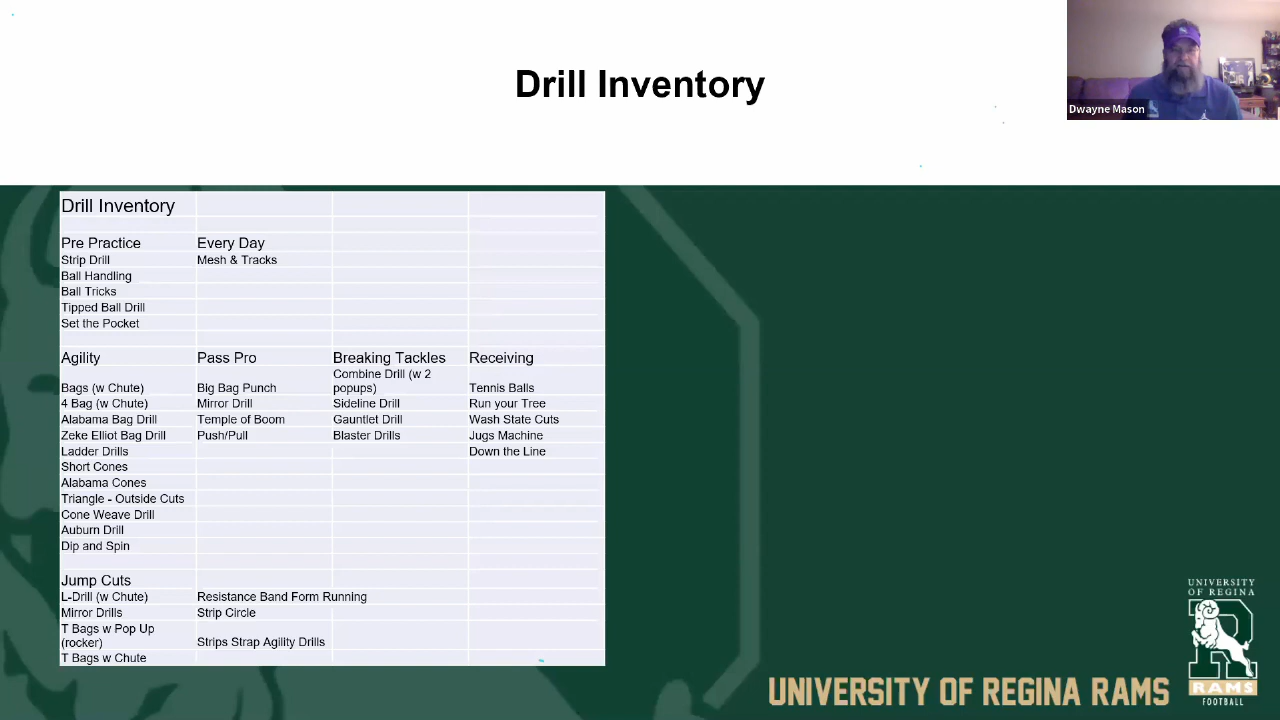 Drill Inventory
Dwayne Mason
Drill Inventory
Pre Practice Every Day
Strip Drill Mesh & Tracks
Ball Handling
Ball Tricks
Tipped Ball Drill
Set the Pocket
Agility Pass Pro Breaking Tackles Receiving
Combine Drill (w 2
Bags (w Chute) Big Bag Punch popups) Tennis Balls
4 Bag (w Chute) Mirror Drill Sideline Drill Run your Tree
Alabama Bag Drill Temple of Boom Gauntlet Drill Wash State Cuts
Zeke Elliot Bag Drill Push/Pull Blaster Drills Jugs Machine
Ladder Drills Down the Line
Short Cones
Alabama Cones
Triangle - Outside Cuts
Cone Weave Drill
Auburn Drill
Dip and Spin
Jump Cuts
L-Drill (w Chute) Resistance Band Form Running
Mirror Drills Strip Circle
T Bags w Pop Up
(rocker) Strips Strap Agility Drills
T Bags w Chute
UNIVERSITY
OF REGINA
RAMS
FOOTBALL
UNIVERSITY OF REGINA RAMS